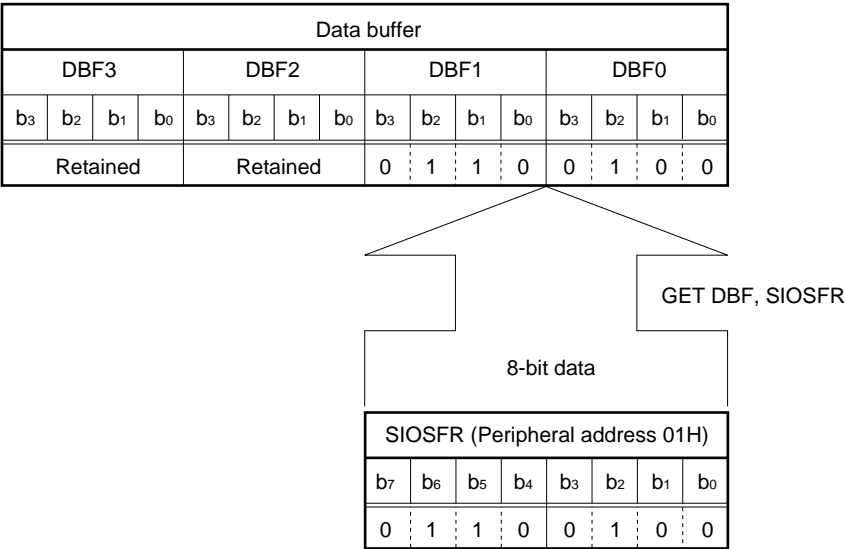 Data buffer
DBF3 DBF2 DBF1 DBF0
b3 b2 b1 b0 b3 b2 b1 b0 b3 b2 b1 b0 b3 b2 b1 b0
Retained Retained 0 1 1 0 0 1 0 0
GET DBF, SIOSFR
8-bit data
SIOSFR (Peripheral address 01H)
b7 b6 b5 b4 b3 b2 b1 b0
0 1 1 0 0 1 0 0